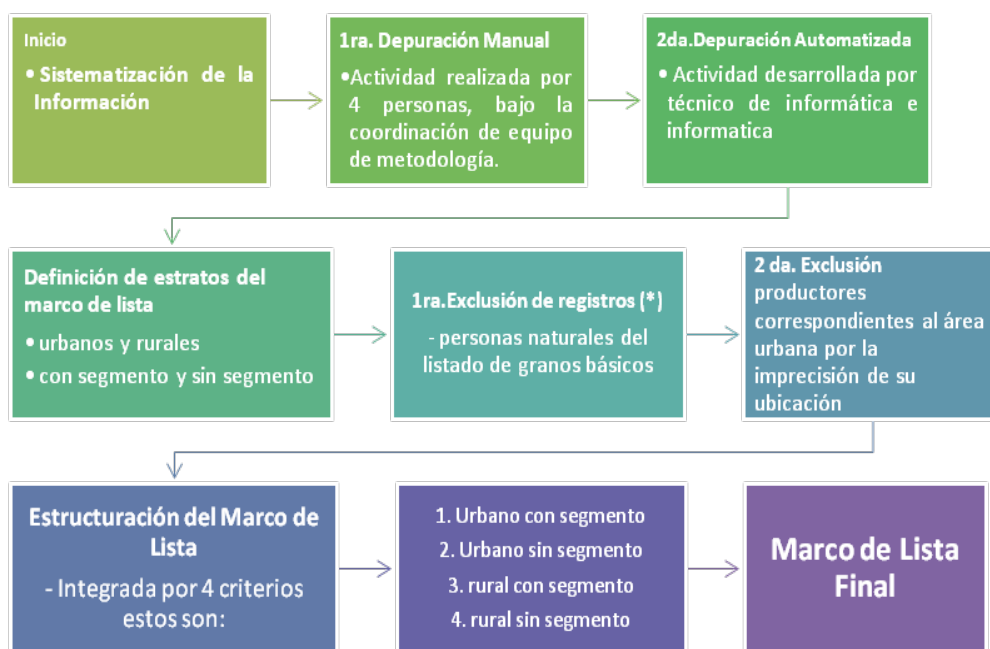 Inicio
• Sistematización de la
Información
1ra. Depuración Manual
•Actividad realizada por
4 personas, bajo la
coordinación de equipo
de metodología.
2da.Depuración Automatizada
• Actividad desarrollada por
técnico de informática e
informatica
Definición de estratos del
marco de lista
• urbanos y rurales
• con segmento y sin segmento
1ra.Exclusión de registros (*)
- personas naturales del
listado de granos básicos
2 da. Exclusión
productores
correspondientes al área
urbana por la
imprecisión de su
ubicación
Estructuración del Marco de
Lista
- Integrada por 4 criterios
estos son:
1. Urbano con segmento
2. Urbano sin segmento
3. rural con segmento
4. rural sin segmento
Marco de Lista
Final